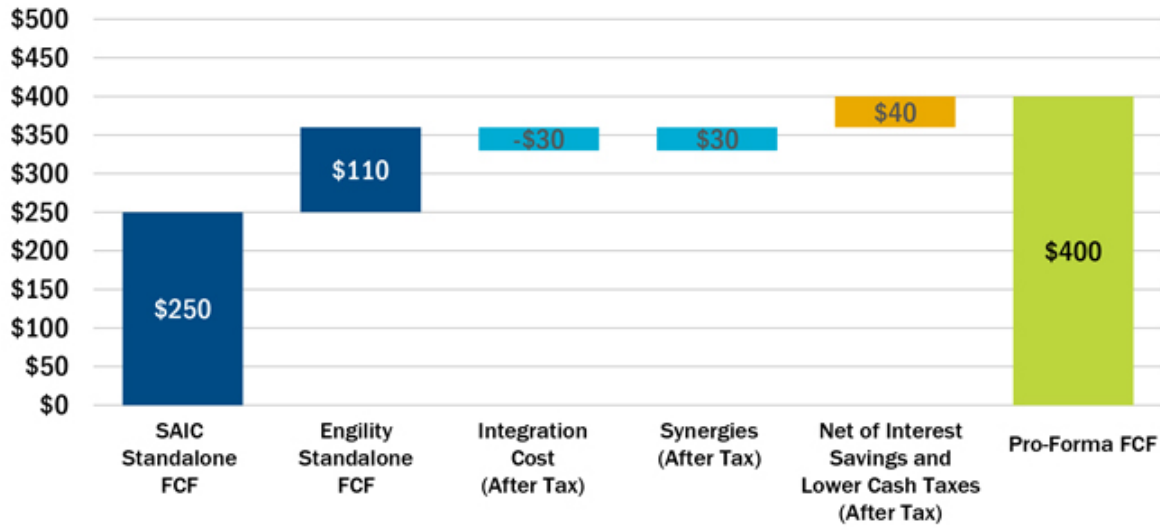 $500
$450
$400
$350
$300
$250
$200
$150
$100
$50
$0
$250
$110
-$30
$30
$40
$400
SAIC
Standalone
FCF
Engility
Standalone
FCF
Integration
Cost
(After Tax)
Synergies
(After Tax)
Net of Interest
Savings and
Lower Cash Taxes
(After Tax)
Pro-Forma FCF